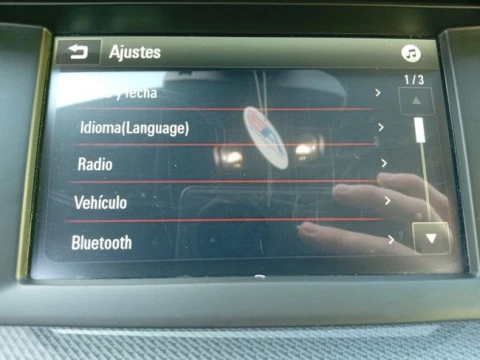 Ajustes
1/3
y fecha
Idioma(Language)
Radio
Vehículo
Bluetooth